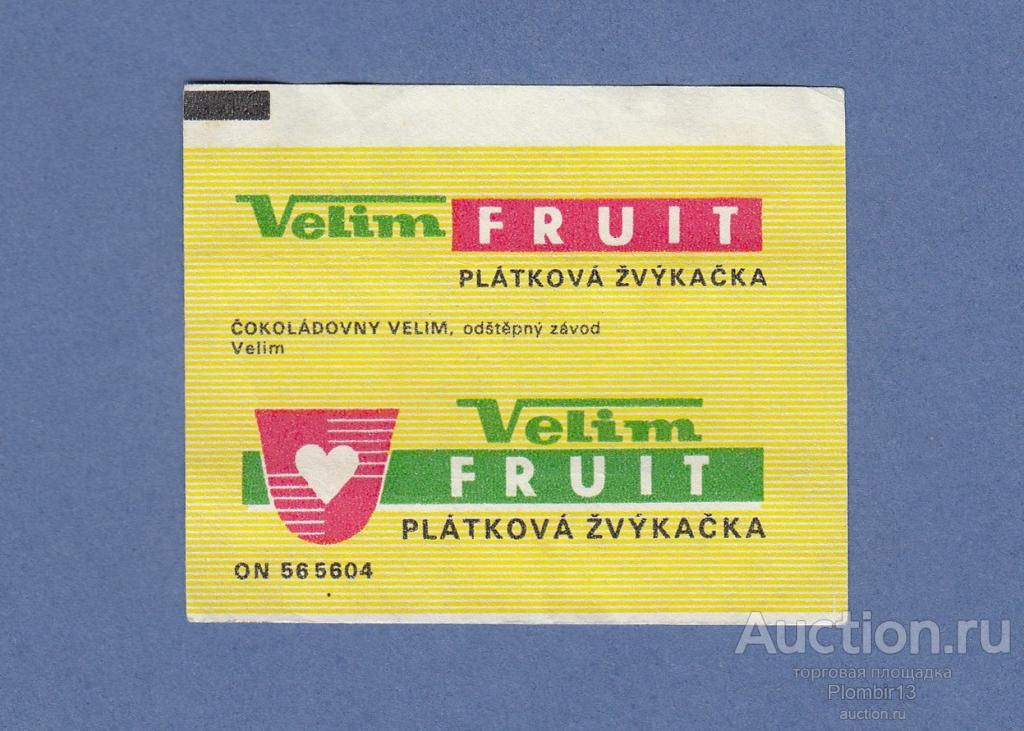 Velim FRUIT
PLÁTKOVÁ ŽVÝKAČKA
ČOKOLÁDOVNY VELIM, odštěpný závod
Velim
Velim
FRUIT
PLÁTKOVÁ ŽVÝKAČKA
ON 565604
Auction.ru
торговая площадка
Plombir13
auction.ru